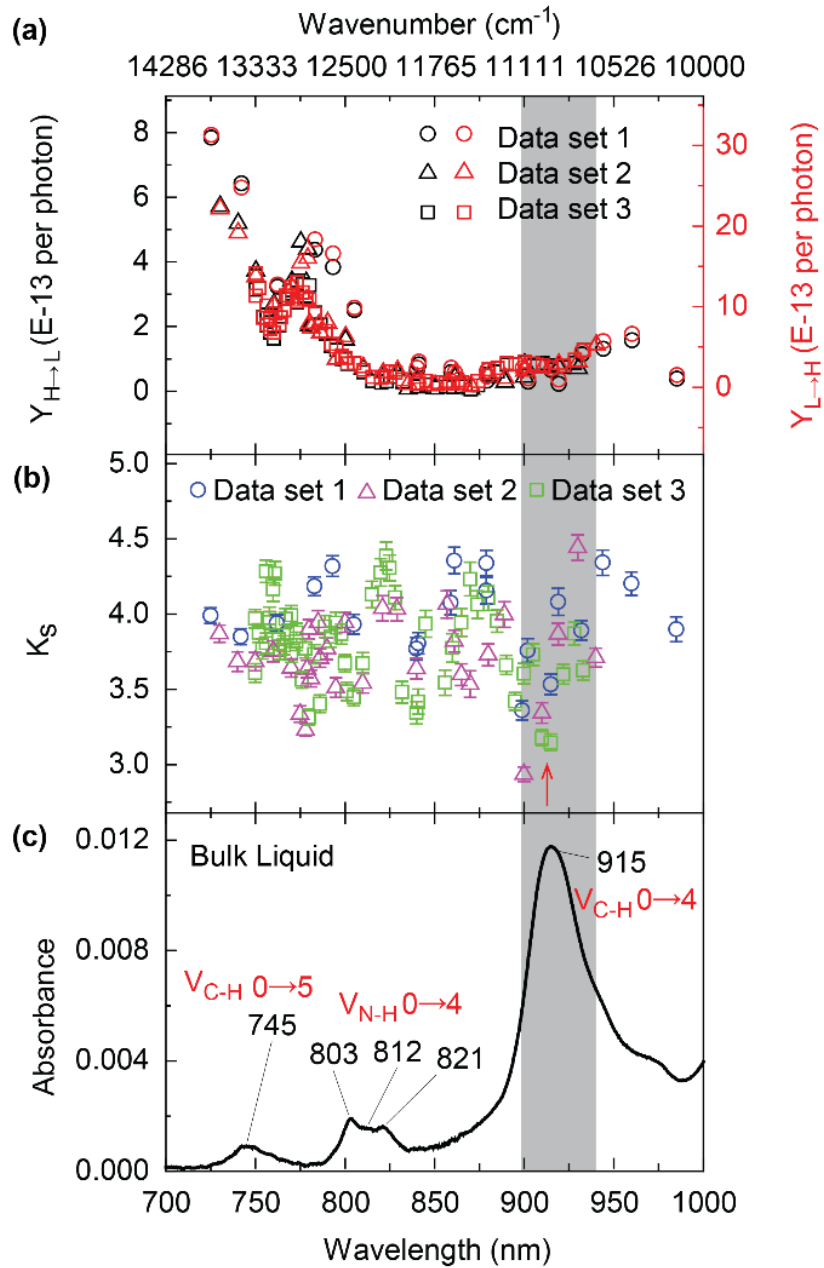 (a)
Wavenumber (cm⁻¹)
14286 13333 12500 11765 11111 10526 10000
8
6
4
2
0
Y_H→L (E-13 per photon)
Data set 1
Data set 2
Data set 3
30
20
10
0
Y_L→H (E-13 per photon)
(b)
5.0
4.5
4.0
3.5
3.0
K_S
Data set 1 Data set 2 Data set 3
(c)
0.012
0.008
0.004
0.000
Absorbance
Bulk Liquid
915
V_C-H 0→4
V_C-H 0→5
745
V_N-H 0→4
803 812 821
700 750 800 850 900 950 1000
Wavelength (nm)